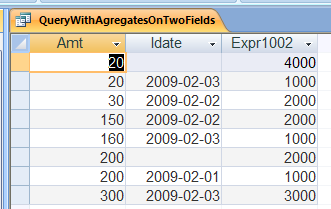 QueryWithAgregatesOnTwoFields
Amt Idate Expr1002
20 4000
20 2009-02-03 1000
30 2009-02-02 2000
150 2009-02-02 2000
160 2009-02-03 1000
200 2000
200 2009-02-01 1000
300 2009-02-03 3000